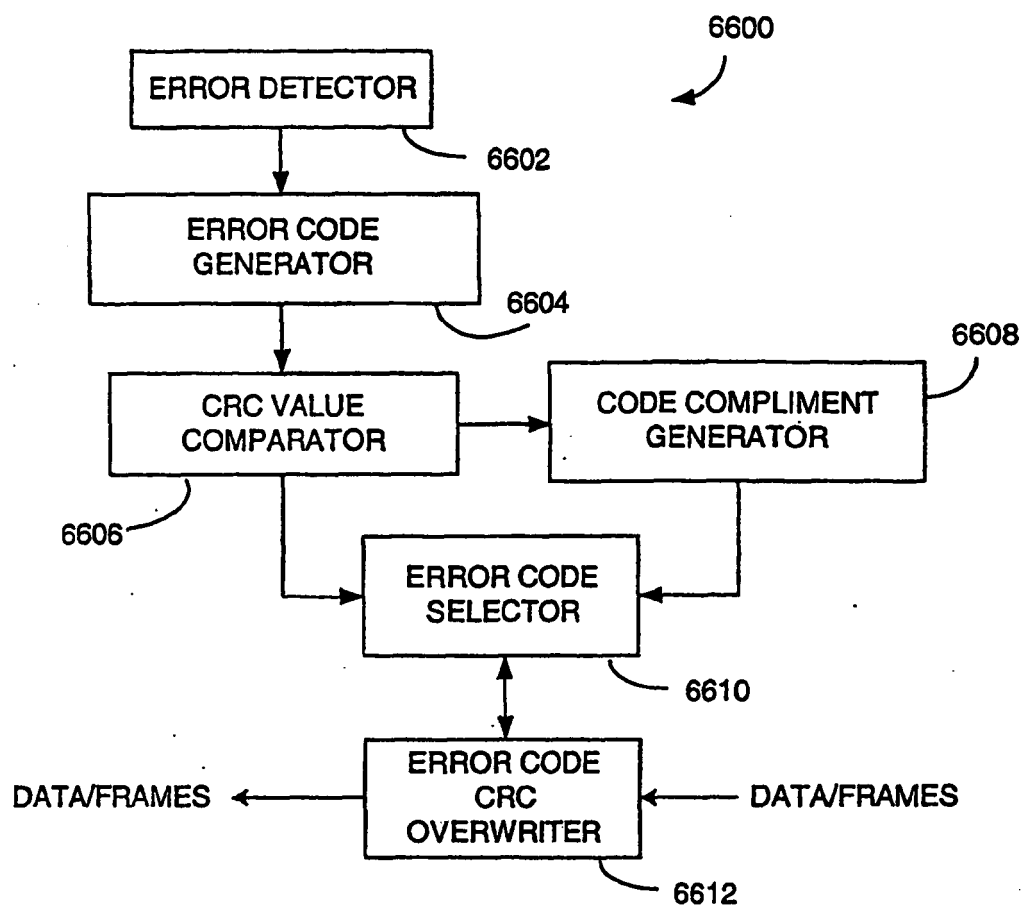 6600
ERROR DETECTOR
6602
ERROR CODE
GENERATOR
6604
6608
CRC VALUE
COMPARATOR
CODE COMPLIMENT
GENERATOR
6606
ERROR CODE
SELECTOR
6610
ERROR CODE
CRC
OVERWRITER
DATA/FRAMES
DATA/FRAMES
6612